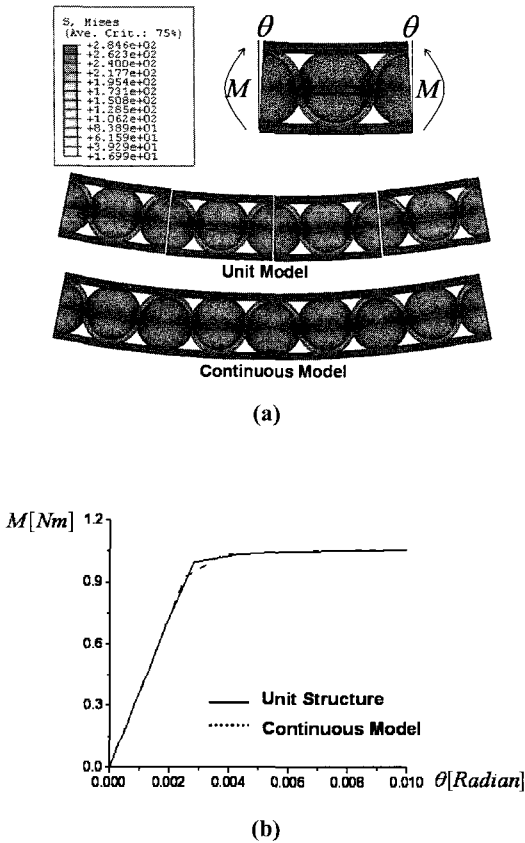 S, Mises
(Ave. Crit.: 75%)
+2.846e+02
+2.623e+02
+2.400e+02
+2.177e+02
+1.954e+02
+1.731e+02
+1.508e+02
+1.285e+02
+1.062e+02
+8.389e+01
+6.159e+01
+3.929e+01
+1.699e+01
θ θ
M M
Unit Model
Continuous Model
(a)
M[Nm]
1.2
0.9
0.6
0.3
0.0
Unit Structure
Continuous Model
0.000 0.002 0.004 0.006 0.008 0.010
θ[Radian]
(b)